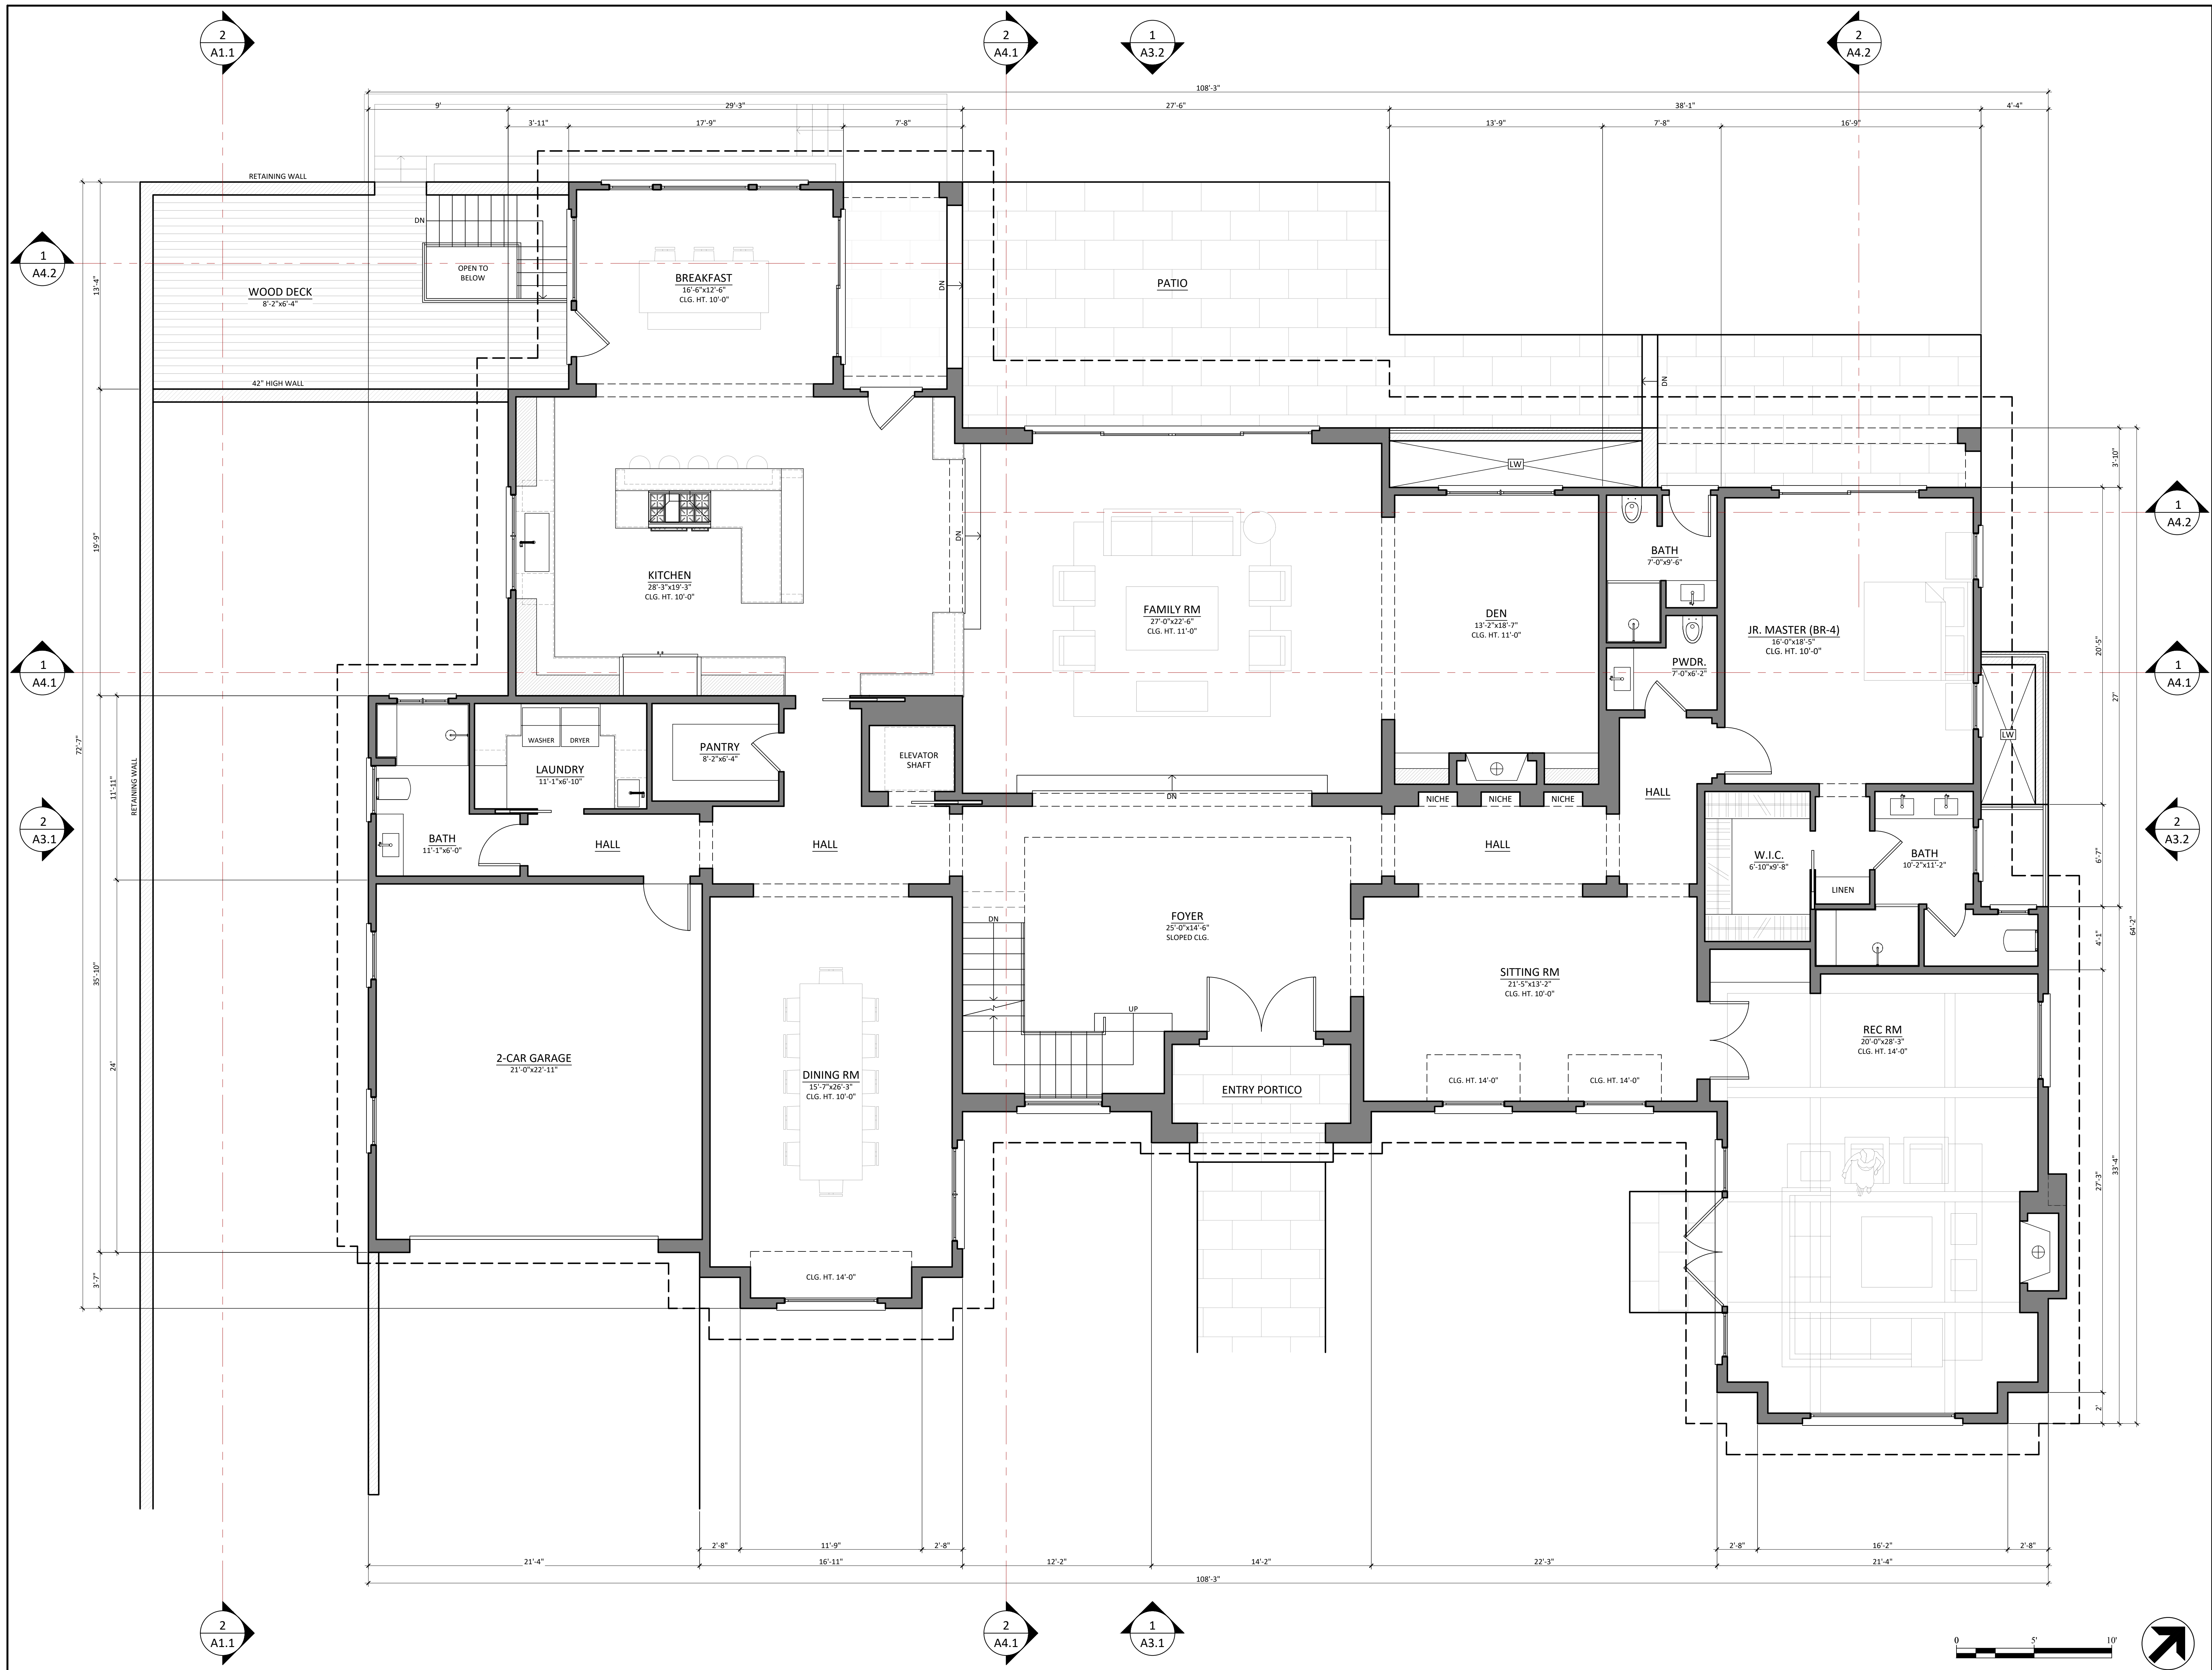 2
A1.1
2
A4.1
1
A3.2
2
A4.2
108'-3"
9'
29'-3"
27'-6"
38'-1"
4'-4"
3'-11"
17'-9"
7'-8"
13'-9"
7'-8"
16'-9"
RETAINING WALL
DN
OPEN TO
BELOW
WOOD DECK
8'-2"x6'-4"
42" HIGH WALL
BREAKFAST
16'-6"x12'-6"
CLG. HT. 10'-0"
DN
PATIO
DN
1
A4.2
13'-4"
LW
3'-10"
1
A4.2
19'-9"
KITCHEN
28'-3"x19'-3"
CLG. HT. 10'-0"
DN
FAMILY RM
27'-0"x22'-6"
CLG. HT. 11'-0"
DEN
13'-2"x18'-7"
CLG. HT. 11'-0"
BATH
7'-0"x9'-6"
PWDR.
7'-0"x6'-2"
JR. MASTER (BR-4)
16'-0"x18'-5"
CLG. HT. 10'-0"
20'-5"
27'
1
A4.1
1
A4.1
72'-7"
11'-11"
RETAINING WALL
WASHER
DRYER
LAUNDRY
11'-1"x6'-10"
PANTRY
8'-2"x6'-4"
ELEVATOR
SHAFT
DN
NICHE
NICHE
NICHE
HALL
LW
2
A3.1
BATH
11'-1"x6'-0"
HALL
HALL
HALL
W.I.C.
6'-10"x9'-8"
LINEN
BATH
10'-2"x11'-2"
6'-7"
2
A3.2
35'-10"
24'
DN
FOYER
25'-0"x14'-6"
SLOPED CLG.
UP
SITTING RM
21'-5"x13'-2"
CLG. HT. 10'-0"
4'-1"
64'-2"
2-CAR GARAGE
21'-0"x22'-11"
DINING RM
15'-7"x26'-3"
CLG. HT. 10'-0"
ENTRY PORTICO
CLG. HT. 14'-0"
CLG. HT. 14'-0"
REC RM
20'-0"x28'-3"
CLG. HT. 14'-0"
27'-3"
33'-4"
CLG. HT. 14'-0"
3'-7"
2'
2'-8"
11'-9"
2'-8"
2'-8"
16'-2"
2'-8"
21'-4"
16'-11"
12'-2"
14'-2"
22'-3"
21'-4"
108'-3"
2
A1.1
2
A4.1
1
A3.1
0
5'
10'